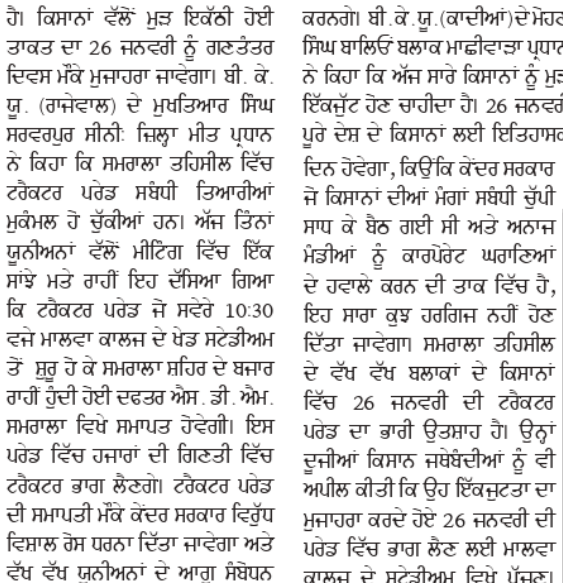 ਹੈ। ਕਿਸਾਨਾਂ ਵੱਲੋਂ ਮੁੜ ਇਕੱਠੀ ਹੋਈ
ਤਾਕਤ ਦਾ 26 ਜਨਵਰੀ ਨੂੰ ਗਣਤੰਤਰ
ਦਿਵਸ ਮੌਕੇ ਮੁਜਾਹਰਾ ਜਾਵੇਗਾ। ਬੀ. ਕੇ.
ਯੂ. (ਰਾਜੇਵਾਲ) ਦੇ ਮੁਖਤਿਆਰ ਸਿੰਘ
ਸਰਵਰਪੁਰ ਸੀਨੀ: ਜ਼ਿਲ੍ਹਾ ਮੀਤ ਪ੍ਰਧਾਨ
ਨੇ ਕਿਹਾ ਕਿ ਸਮਰਾਲਾ ਤਹਿਸੀਲ ਵਿੱਚ
ਟਰੈਕਟਰ ਪਰੇਡ ਸਬੰਧੀ ਤਿਆਰੀਆਂ
ਮੁਕੰਮਲ ਹੋ ਚੁੱਕੀਆਂ ਹਨ। ਅੱਜ ਤਿੰਨਾਂ
ਯੂਨੀਅਨਾਂ ਵੱਲੋਂ ਮੀਟਿੰਗ ਵਿੱਚ ਇੱਕ
ਸਾਂਝੇ ਮਤੇ ਰਾਹੀਂ ਇਹ ਦੱਸਿਆ ਗਿਆ
ਕਿ ਟਰੈਕਟਰ ਪਰੇਡ ਜੋ ਸਵੇਰੇ 10:30
ਵਜੇ ਮਾਲਵਾ ਕਾਲਜ ਦੇ ਖੇਡ ਸਟੇਡੀਅਮ
ਤੋਂ ਸ਼ੁਰੂ ਹੋ ਕੇ ਸਮਰਾਲਾ ਸ਼ਹਿਰ ਦੇ ਬਜਾਰ
ਰਾਹੀਂ ਹੁੰਦੀ ਹੋਈ ਦਫਤਰ ਐਸ. ਡੀ. ਐਮ.
ਸਮਰਾਲਾ ਵਿਖੇ ਸਮਾਪਤ ਹੋਵੇਗੀ। ਇਸ
ਪਰੇਡ ਵਿੱਚ ਹਜਾਰਾਂ ਦੀ ਗਿਣਤੀ ਵਿੱਚ
ਟਰੈਕਟਰ ਭਾਗ ਲੈਣਗੇ। ਟਰੈਕਟਰ ਪਰੇਡ
ਦੀ ਸਮਾਪਤੀ ਮੌਕੇ ਕੇਂਦਰ ਸਰਕਾਰ ਵਿਰੁੱਧ
ਵਿਸ਼ਾਲ ਰੋਸ ਧਰਨਾ ਦਿੱਤਾ ਜਾਵੇਗਾ ਅਤੇ
ਵੱਖ ਵੱਖ ਯੂਨੀਅਨਾਂ ਦੇ ਆਗੂ ਸੰਬੋਧਨ
ਕਰਨਗੇ। ਬੀ.ਕੇ.ਯੂ.(ਕਾਦੀਆਂ)ਦੇ
ਸਿੰਘ ਬਾਲਿਓਂ ਬਲਾਕ ਮਾਛੀਵਾੜਾ ਪ੍ਰਧਾਨ
ਨੇ ਕਿਹਾ ਕਿ ਅੱਜ ਸਾਰੇ ਕਿਸਾਨਾਂ ਨੂੰ ਮੁੜ
ਇੱਕਜੁੱਟ ਹੋਣ ਚਾਹੀਦਾ ਹੈ। 26 ਜਨਵਰੀ
ਪੂਰੇ ਦੇਸ਼ ਦੇ ਕਿਸਾਨਾਂ ਲਈ ਇਤਿਹਾਸਕ
ਦਿਨ ਹੋਵੇਗਾ, ਕਿਉਂਕਿ ਕੇਂਦਰ ਸਰਕਾਰ
ਜੋ ਕਿਸਾਨਾਂ ਦੀਆਂ ਮੰਗਾਂ ਸਬੰਧੀ ਚੁੱਪੀ
ਸਾਧ ਕੇ ਬੈਠ ਗਈ ਸੀ ਅਤੇ ਅਨਾਜ
ਮੰਡੀਆਂ ਨੂੰ ਕਾਰਪੋਰੇਟ ਘਰਾਣਿਆਂ
ਦੇ ਹਵਾਲੇ ਕਰਨ ਦੀ ਤਾਕ ਵਿੱਚ ਹੈ,
ਇਹ ਸਾਰਾ ਕੁਝ ਹਰਗਿਜ ਨਹੀਂ ਹੋਣ
ਦਿੱਤਾ ਜਾਵੇਗਾ। ਸਮਰਾਲਾ ਤਹਿਸੀਲ
ਦੇ ਵੱਖ ਵੱਖ ਬਲਾਕਾਂ ਦੇ ਕਿਸਾਨਾਂ
ਵਿੱਚ 26 ਜਨਵਰੀ ਦੀ ਟਰੈਕਟਰ
ਪਰੇਡ ਦਾ ਭਾਰੀ ਉਤਸ਼ਾਹ ਹੈ। ਉਨ੍ਹਾਂ
ਦੂਜੀਆਂ ਕਿਸਾਨ ਜਥੇਬੰਦੀਆਂ ਨੂੰ ਵੀ
ਅਪੀਲ ਕੀਤੀ ਕਿ ਉਹ ਇੱਕਜੁਟਤਾ ਦਾ
ਮੁਜਾਹਰਾ ਕਰਦੇ ਹੋਏ 26 ਜਨਵਰੀ ਦੀ
ਪਰੇਡ ਵਿੱਚ ਭਾਗ ਲੈਣ ਲਈ ਮਾਲਵਾ
ਕਾਲਜ ਦੇ ਸਟੇਡੀਅਮ ਵਿਖੇ ਪੁੱਜਣ।